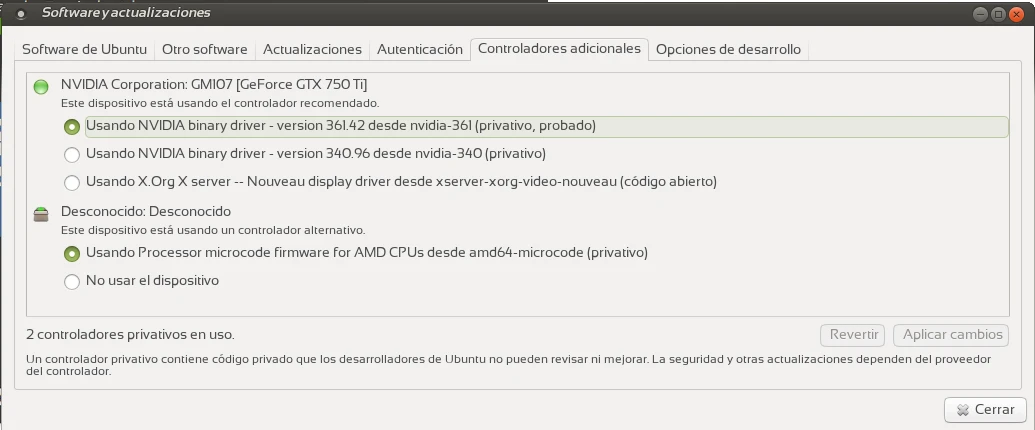 Software y actualizaciones
Software de Ubuntu Otro software Actualizaciones Autenticación Controladores adicionales Opciones de desarrollo
NVIDIA Corporation: GM107 [GeForce GTX 750 Ti]
Este dispositivo está usando el controlador recomendado.
Usando NVIDIA binary driver - version 361.42 desde nvidia-361 (privativo, probado)
Usando NVIDIA binary driver - version 340.96 desde nvidia-340 (privativo)
Usando X.Org X server -- Nouveau display driver desde xserver-xorg-video-nouveau (código abierto)
Desconocido: Desconocido
Este dispositivo está usando un controlador alternativo.
Usando Processor microcode firmware for AMD CPUs desde amd64-microcode (privativo)
No usar el dispositivo
2 controladores privativos en uso. Revertir Aplicar cambios
Un controlador privativo contiene código privado que los desarrolladores de Ubuntu no pueden revisar ni mejorar. La seguridad y otras actualizaciones dependen del proveedor
del controlador.
Cerrar